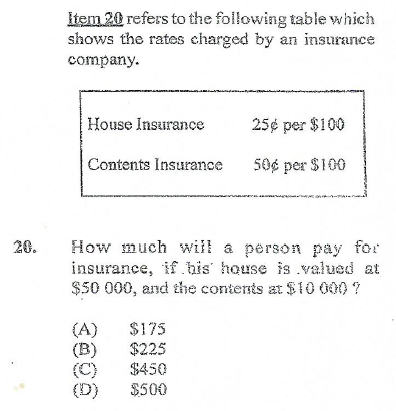 Item 20 refers to the following table which
shows the rates charged by an insurance
company.
House Insurance 25¢ per $100
Contents Insurance 50¢ per $100
20. How much will a person pay for
insurance, if his house is valued at
$50 000, and the contents at $10 000 ?
(A) $175
(B) $225
(C) $450
(D) $500